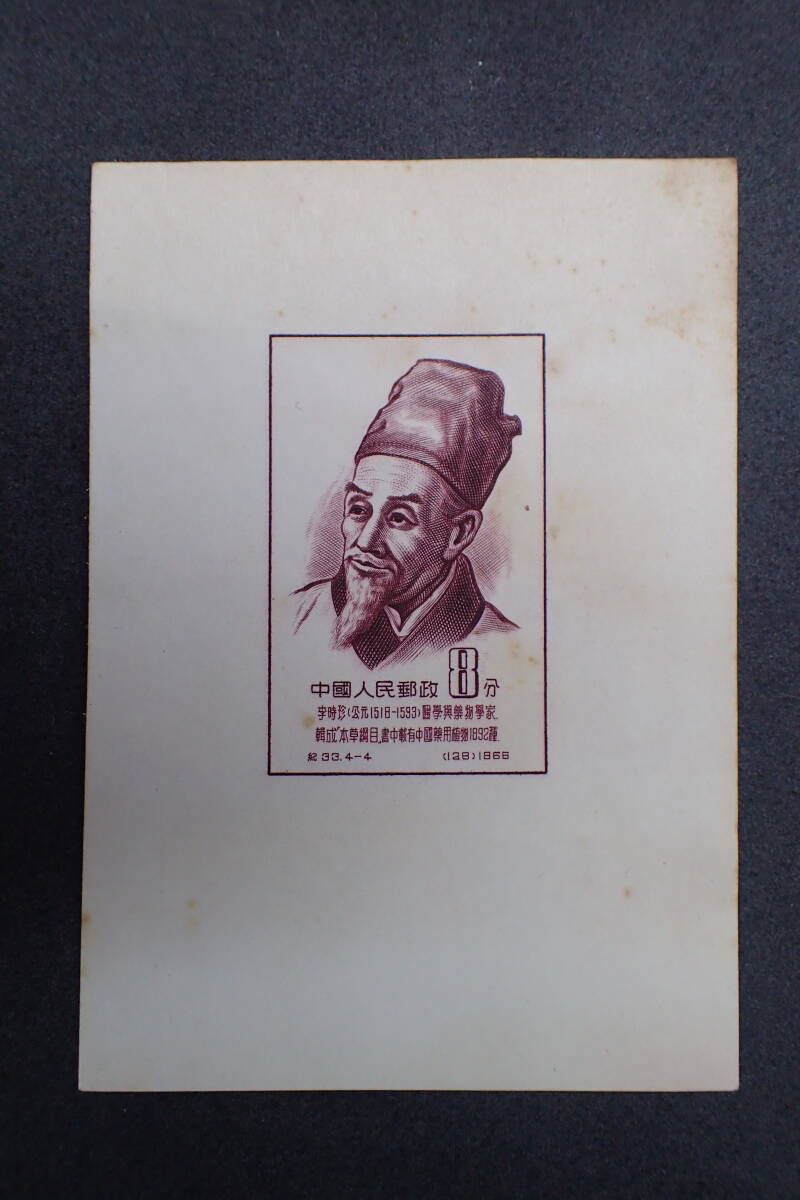 中國人民郵政 8分
李時珍(公元1518-1593)醫學與藥物學家.
輯成"本草綱目"，書中載有中國藥用植物1892種.
紀33.4-4 (128)1955